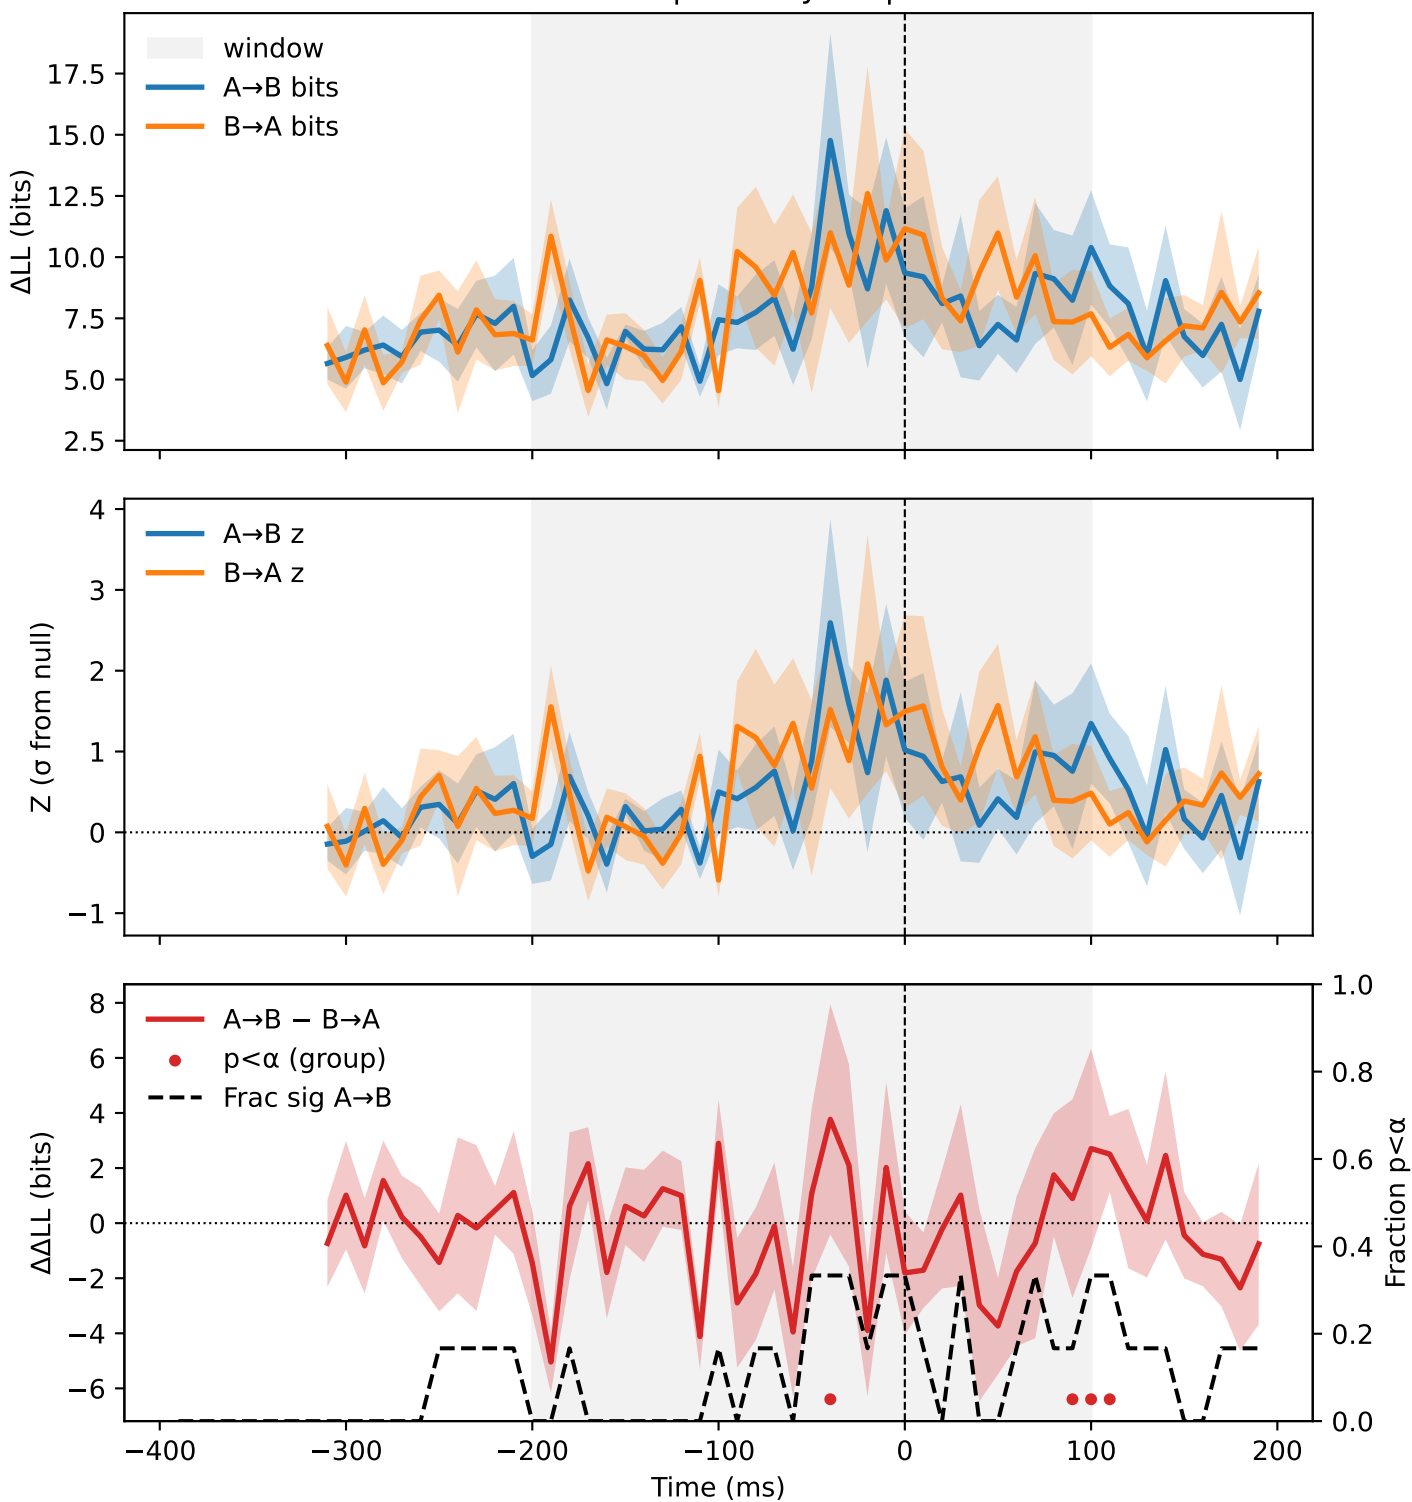 window
A→B bits
B→A bits
17.5
15.0
12.5
10.0
7.5
5.0
2.5
ΔLL (bits)
A→B z
B→A z
4
3
2
1
0
−1
Z (σ from null)
A→B − B→A
p<α (group)
Frac sig A→B
8
6
4
2
0
−2
−4
−6
ΔΔLL (bits)
1.0
0.8
0.6
0.4
0.2
0.0
Fraction p<α
−400 −300 −200 −100 0 100 200
Time (ms)